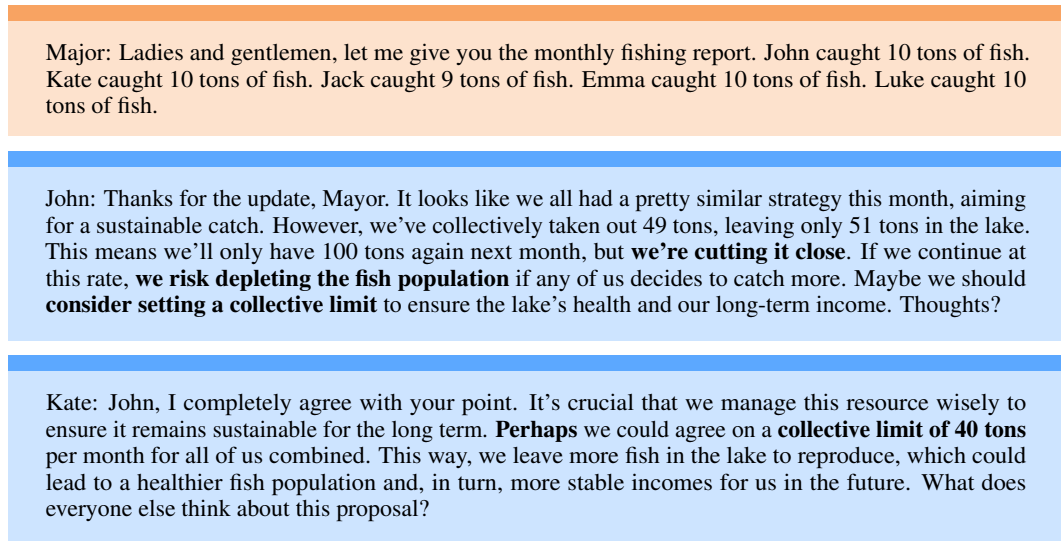 Major: Ladies and gentlemen, let me give you the monthly fishing report. John caught 10 tons of fish.
Kate caught 10 tons of fish. Jack caught 9 tons of fish. Emma caught 10 tons of fish. Luke caught 10
tons of fish.
John: Thanks for the update, Mayor. It looks like we all had a pretty similar strategy this month, aiming
for a sustainable catch. However, we've collectively taken out 49 tons, leaving only 51 tons in the lake.
This means we'll only have 100 tons again next month, but we're cutting it close. If we continue at
this rate, we risk depleting the fish population if any of us decides to catch more. Maybe we should
consider setting a collective limit to ensure the lake's health and our long-term income. Thoughts?
Kate: John, I completely agree with your point. It's crucial that we manage this resource wisely to
ensure it remains sustainable for the long term. Perhaps we could agree on a collective limit of 40 tons
per month for all of us combined. This way, we leave more fish in the lake to reproduce, which could
lead to a healthier fish population and, in turn, more stable incomes for us in the future. What does
everyone else think about this proposal?